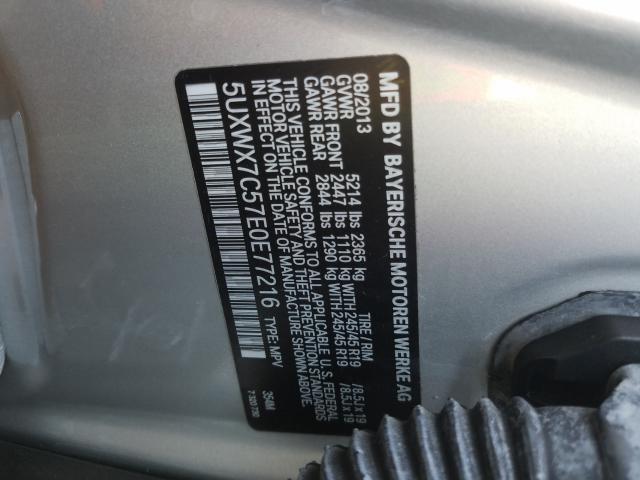 MFD BY BAYERISCHE MOTOREN WERKE AG
08/2013
GVWR 5214 lbs 2365 kg TIRE / RIM
GAWR FRONT 2447 lbs 1110 kg WITH 245/45 R19 /8.5J x 19
GAWR REAR 2844 lbs 1290 kg WITH 245/45 R19 /8.5J x 19
THIS VEHICLE CONFORMS TO ALL APPLICABLE U.S. FEDERAL
MOTOR VEHICLE SAFETY AND THEFT PREVENTION STANDARDS
IN EFFECT ON THE DATE OF MANUFACTURE SHOWN ABOVE.
5UXWX7C57E0E77216 TYPE: MPV
7320730